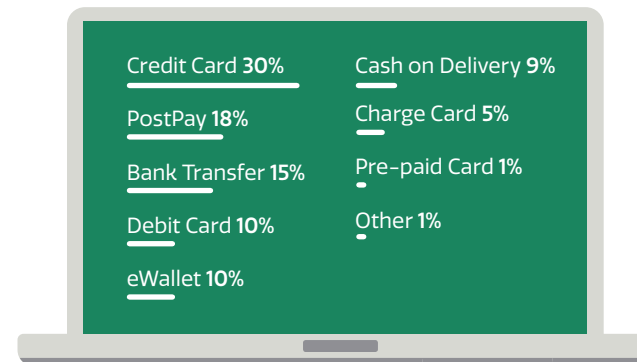 Credit Card 30%
PostPay 18%
Bank Transfer 15%
Debit Card 10%
eWallet 10%
Cash on Delivery 9%
Charge Card 5%
Pre-paid Card 1%
Other 1%